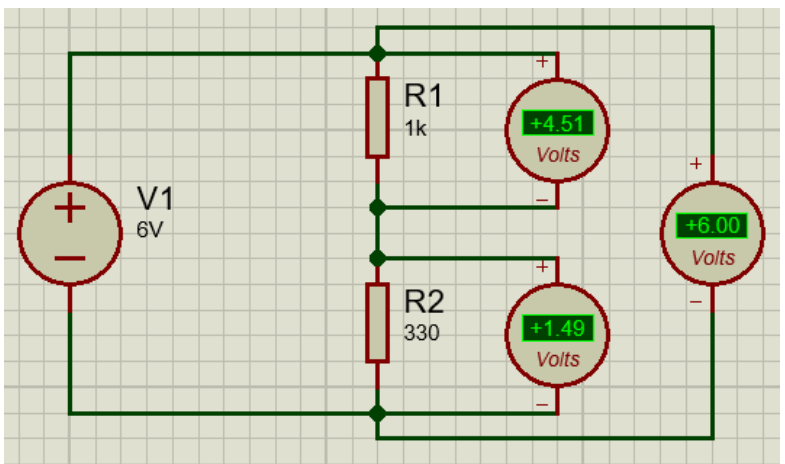 V1
6V
R1
1k
+
+4.51
Volts
−
R2
330
+
+1.49
Volts
−
+
+6.00
Volts
−